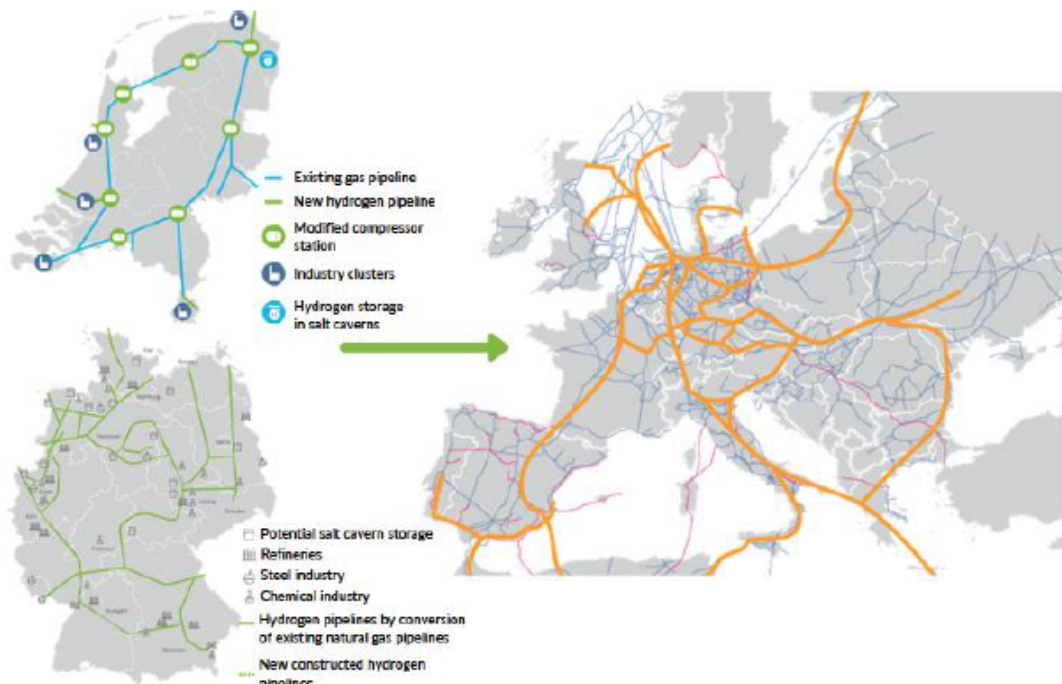 Existing gas pipeline
New hydrogen pipeline
Modified compressor
station
Industry clusters
Hydrogen storage
in salt caverns
Potential salt cavern storage
Refineries
Steel industry
Chemical industry
Hydrogen pipelines by conversion
of existing natural gas pipelines
New constructed hydrogen
pipelines